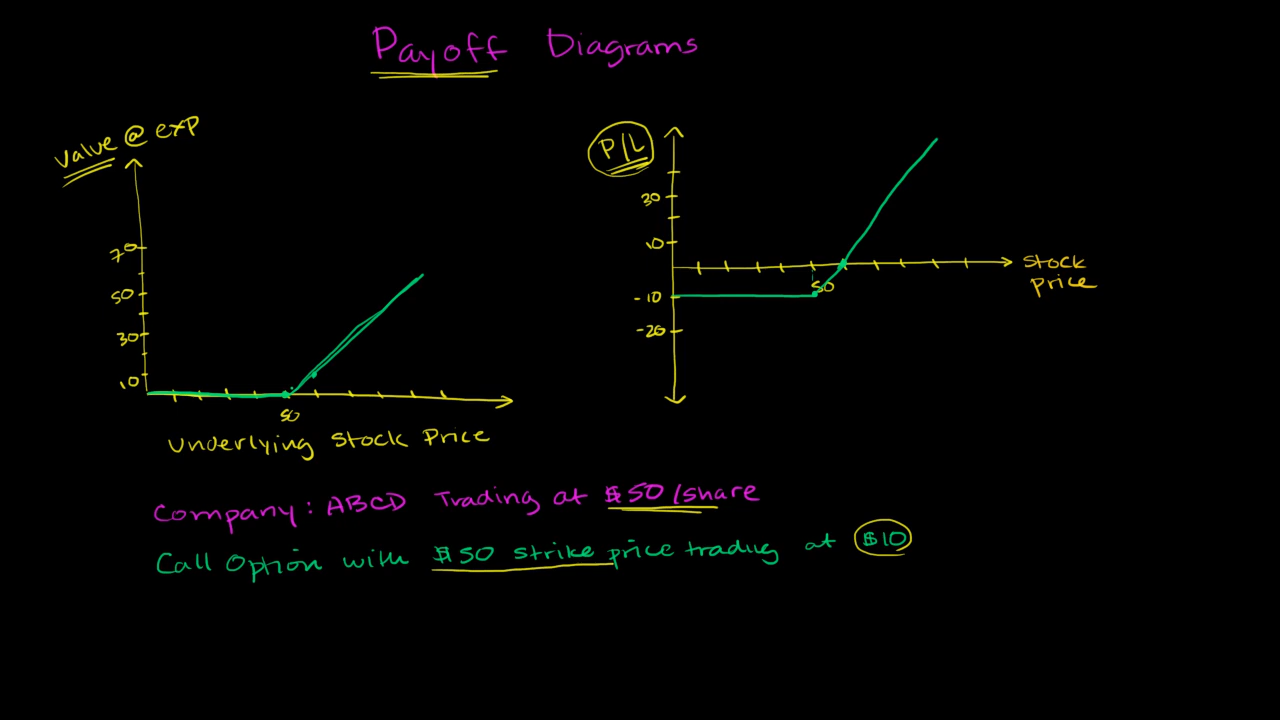 Payoff Diagrams
Value @ exp
70
50
30
10
50
Underlying Stock Price
P/L
30
10
-10
-20
50
Stock
Price
Company: ABCD Trading at $50/share
Call Option with $50 strike price trading at $10